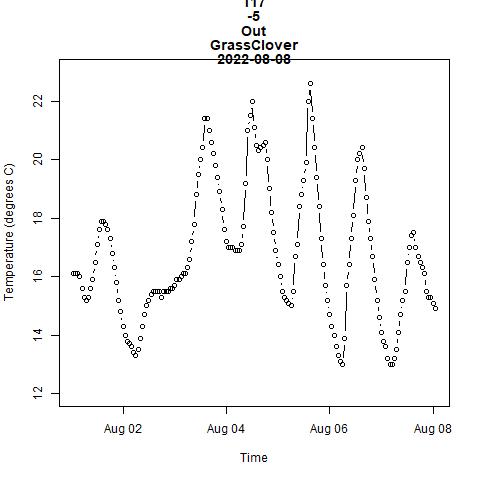 T17
-5
Out
GrassClover
2022-08-08
Temperature (degrees C)
22
20
18
16
14
12
Aug 02 Aug 04 Aug 06 Aug 08
Time